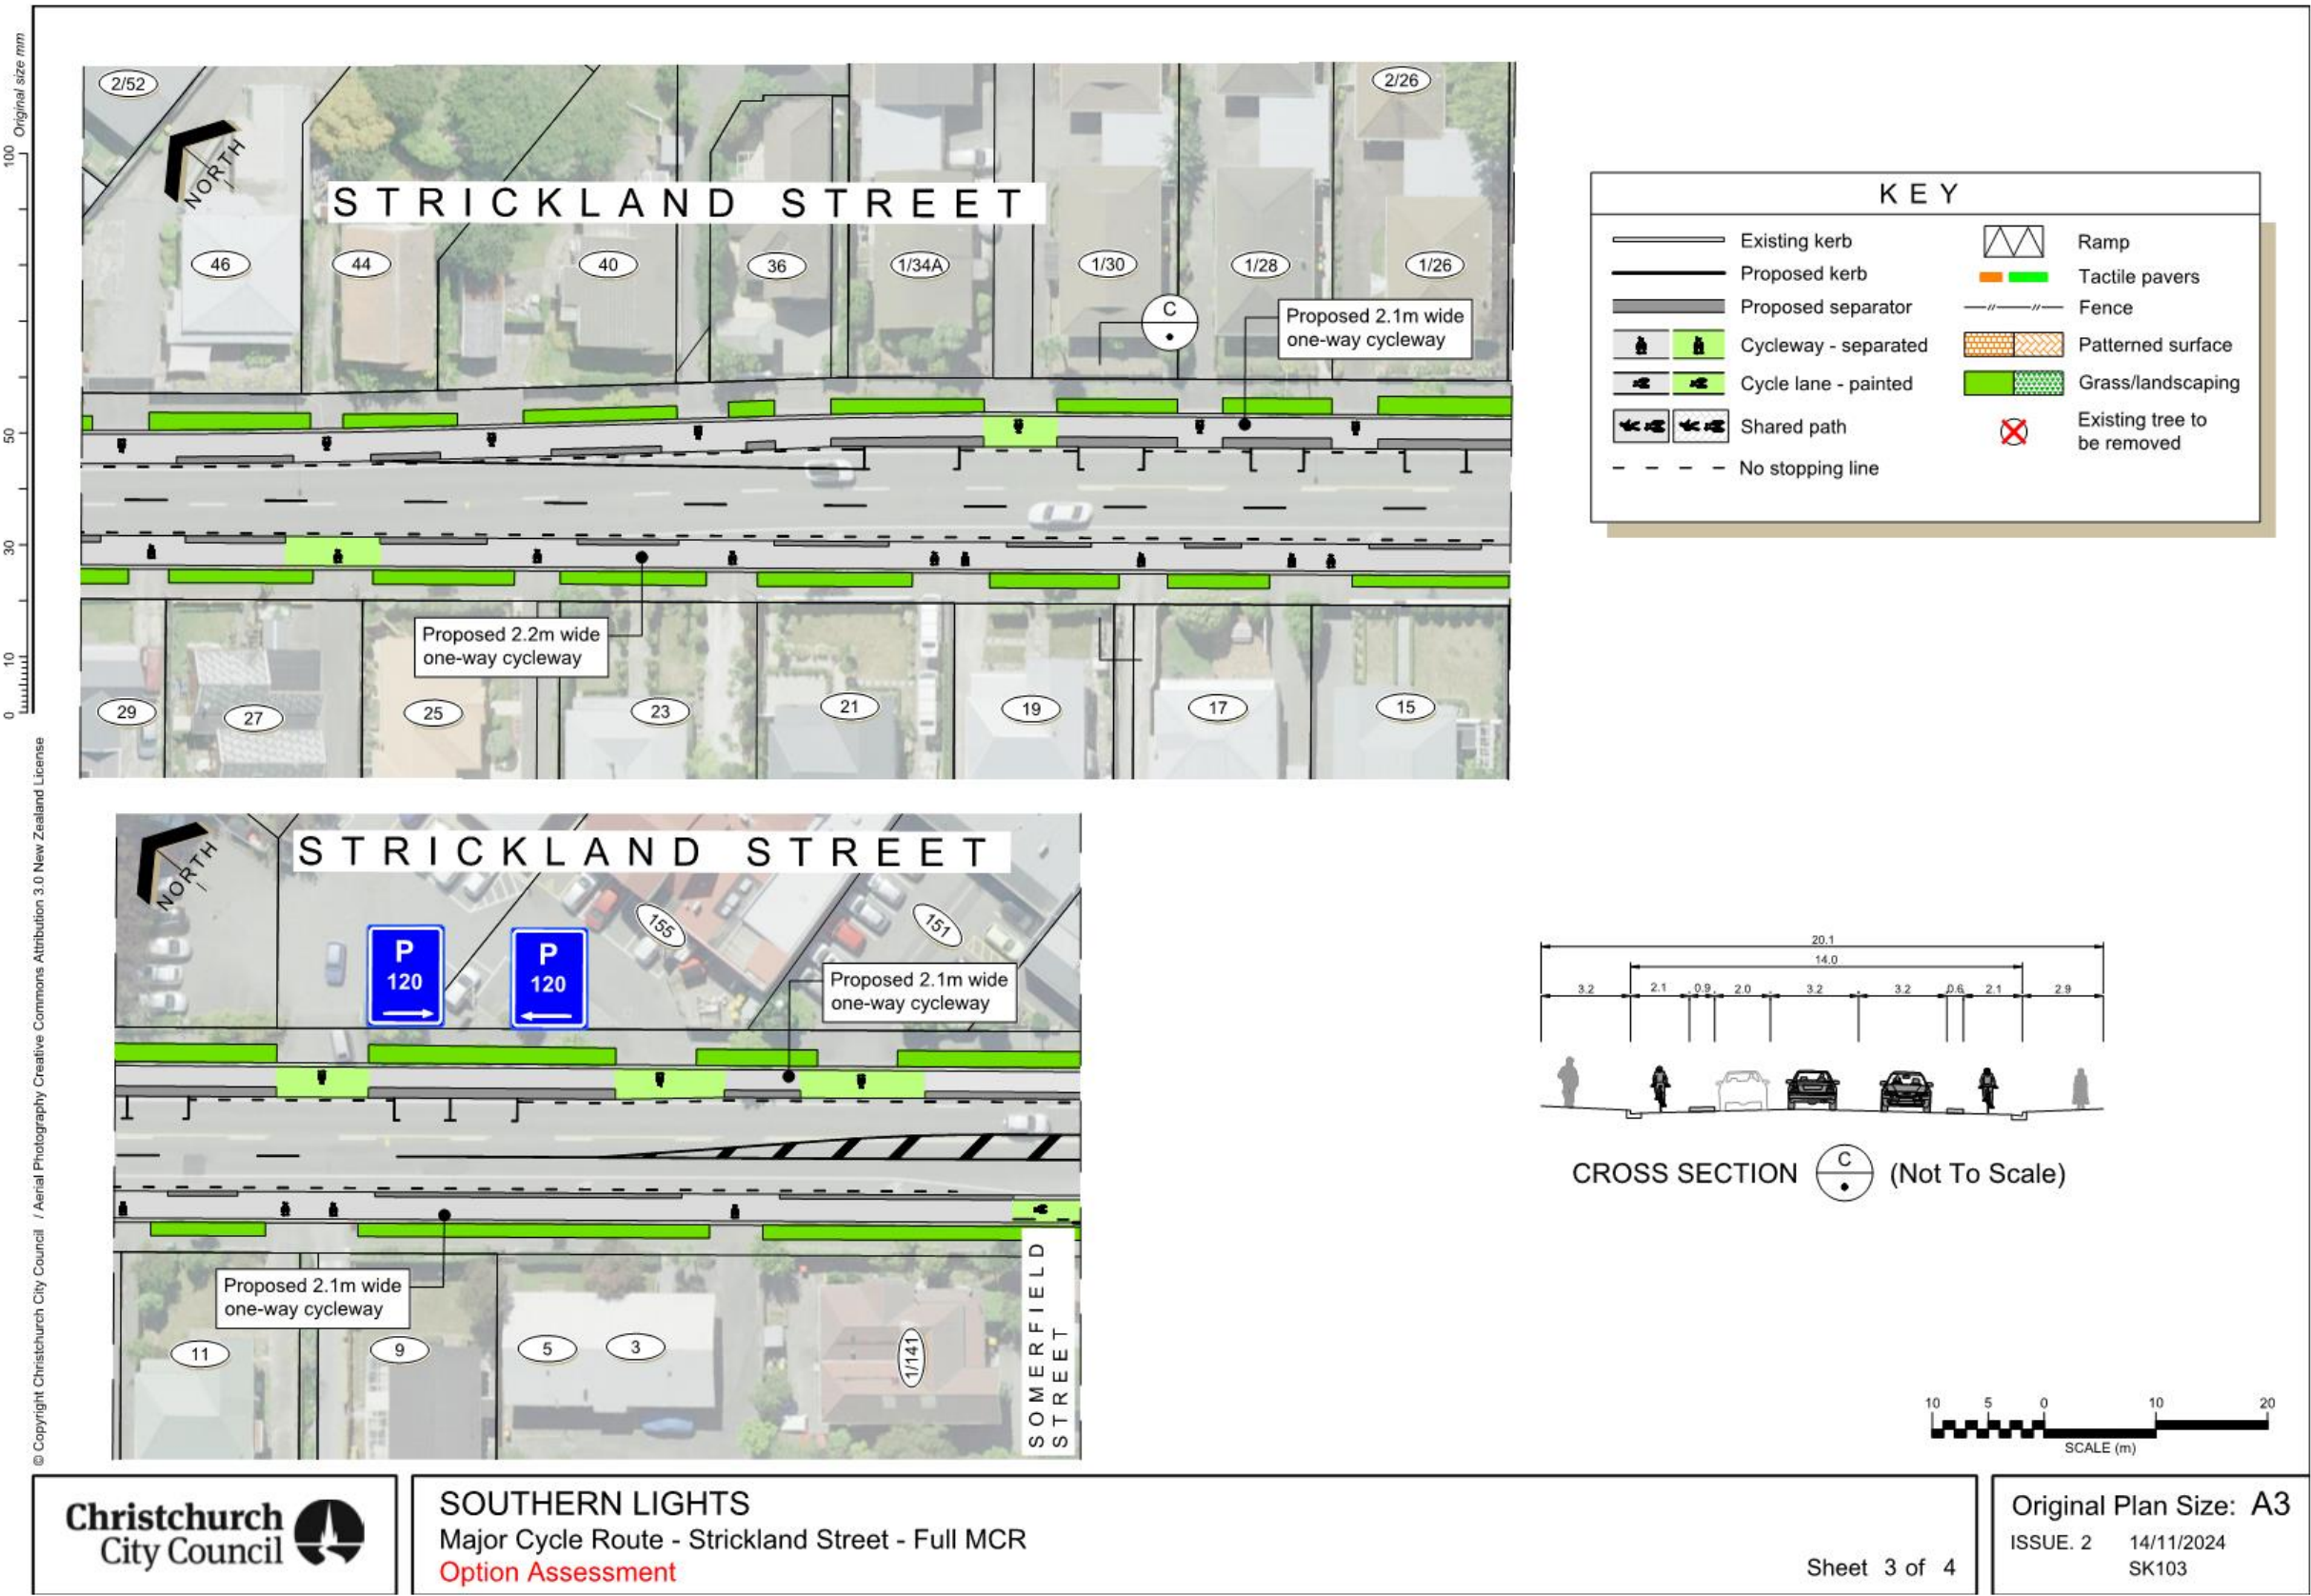 Original size mm
100
50
30
10
0
© Copyright Christchurch City Council / Aerial Photography Creative Commons Attribution 3.0 New Zealand License
2/52
2/26
NORTH
STRICKLAND STREET
46
44
40
36
1/34A
1/30
1/28
1/26
C
Proposed 2.1m wide
one-way cycleway
Proposed 2.2m wide
one-way cycleway
29
27
25
23
21
19
17
15
KEY
Existing kerb
Proposed kerb
Proposed separator
Cycleway - separated
Cycle lane - painted
Shared path
No stopping line
Ramp
Tactile pavers
Fence
Patterned surface
Grass/landscaping
Existing tree to
be removed
NORTH
STRICKLAND STREET
P
120
P
120
155
151
Proposed 2.1m wide
one-way cycleway
Proposed 2.1m wide
one-way cycleway
11
9
5
3
1/141
SOMERFIELD
STREET
20.1
14.0
3.2
2.1
0.9
2.0
3.2
3.2
0.6
2.1
2.9
CROSS SECTION C (Not To Scale)
10 5 0 10 20
SCALE (m)
Christchurch
City Council
SOUTHERN LIGHTS
Major Cycle Route - Strickland Street - Full MCR
Option Assessment
Sheet 3 of 4
Original Plan Size: A3
ISSUE. 2 14/11/2024
SK103